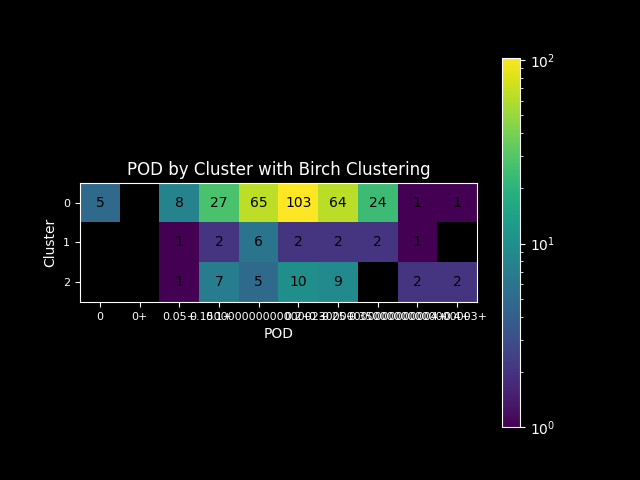 POD by Cluster with Birch Clustering
10²
10¹
10⁰
Cluster
0 5 8 27 65 103 64 24 1 1
1 1 2 6 2 2 2 1
2 1 7 5 10 9 2 2
0 0+ 0.05+
POD